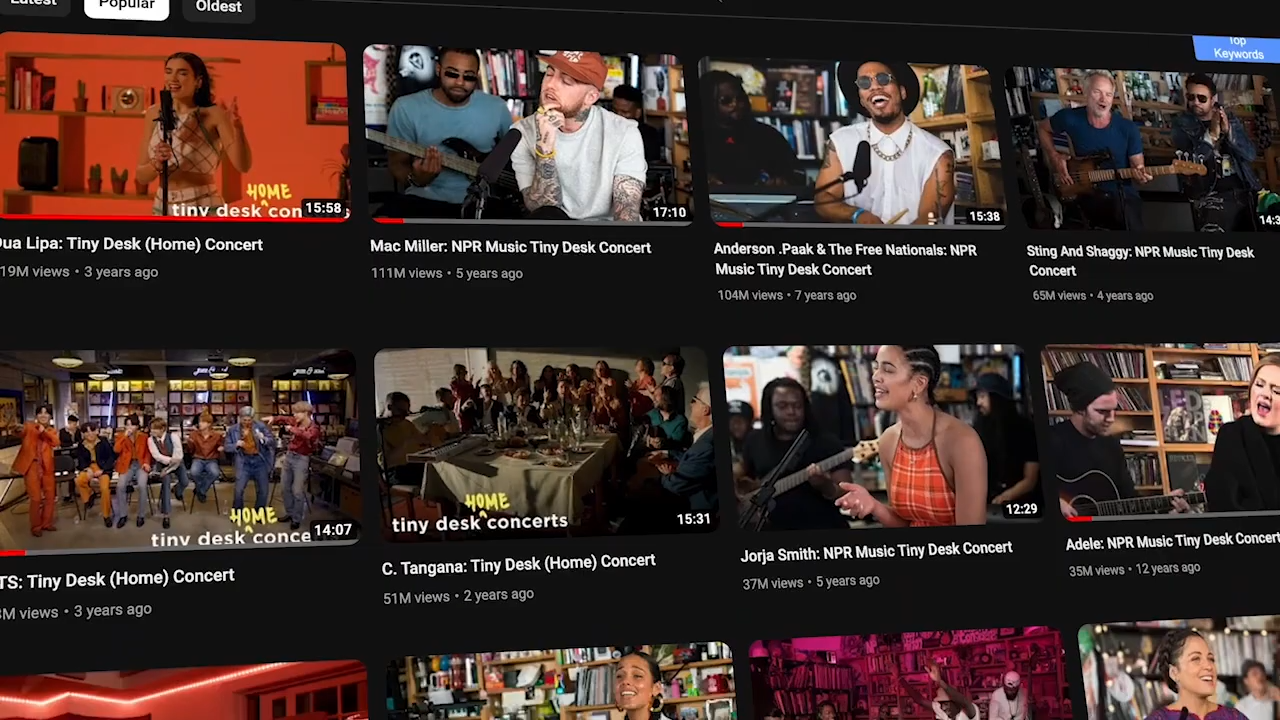 Latest
Popular
Oldest
Top
Keywords
HOME
tiny desk con
15:58
17:10
15:38
Dua Lipa: Tiny Desk (Home) Concert
19M views • 3 years ago
Mac Miller: NPR Music Tiny Desk Concert
111M views • 5 years ago
Anderson .Paak & The Free Nationals: NPR
Music Tiny Desk Concert
104M views • 7 years ago
Sting And Shaggy: NPR Music Tiny Desk
Concert
65M views • 4 years ago
HOME
tiny desk conce
14:07
HOME
tiny desk concerts
15:31
12:29
TS: Tiny Desk (Home) Concert
M views • 3 years ago
C. Tangana: Tiny Desk (Home) Concert
51M views • 2 years ago
Jorja Smith: NPR Music Tiny Desk Concert
37M views • 5 years ago
Adele: NPR Music Tiny Desk Concert
35M views • 12 years ago